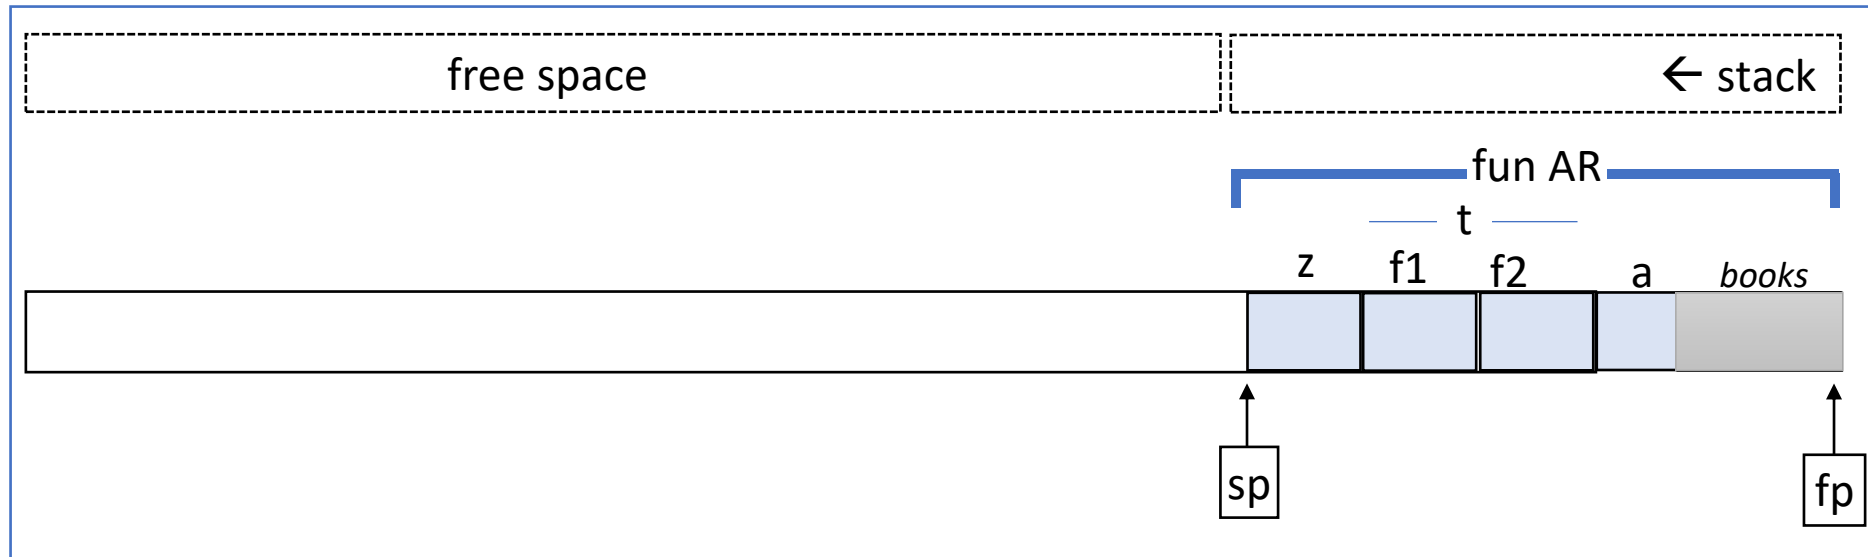 free space ← stack
fun AR
t
z f1 f2 a books
sp fp